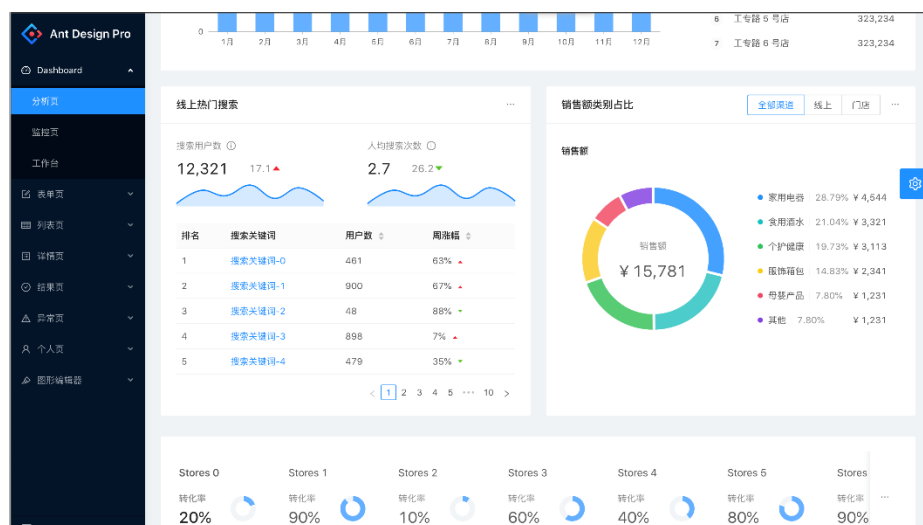 Ant Design Pro
Dashboard
分析页
监控页
工作台
表单页
列表页
详情页
结果页
异常页
个人页
图形编辑器
0
1月 2月 3月 4月 5月 6月 7月 8月 9月 10月 11月 12月
6 工专路 5 号店 323,234
7 工专路 6 号店 323,234
线上热门搜索 ...
搜索用户数 人均搜索次数
12,321 17.1 2.7 26.2
排名 搜索关键词 用户数 周涨幅
1 搜索关键词-0 461 63%
2 搜索关键词-1 900 67%
3 搜索关键词-2 48 88%
4 搜索关键词-3 898 7%
5 搜索关键词-4 479 35%
< 1 2 3 4 5 ••• 10 >
销售额类别占比 全部渠道 线上 门店 ...
销售额
销售额
¥ 15,781
家用电器 28.79% ¥ 4,544
食用酒水 21.04% ¥ 3,321
个护健康 19.73% ¥ 3,113
服饰箱包 14.83% ¥ 2,341
母婴产品 7.80% ¥ 1,231
其他 7.80% ¥ 1,231
Stores 0 Stores 1 Stores 2 Stores 3 Stores 4 Stores 5 Stores
转化率 转化率 转化率 转化率 转化率 转化率 转化率 ...
20% 90% 10% 60% 40% 80% 90%